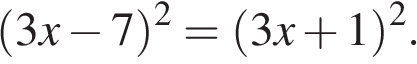 (3x − 7)² = (3x + 1)².